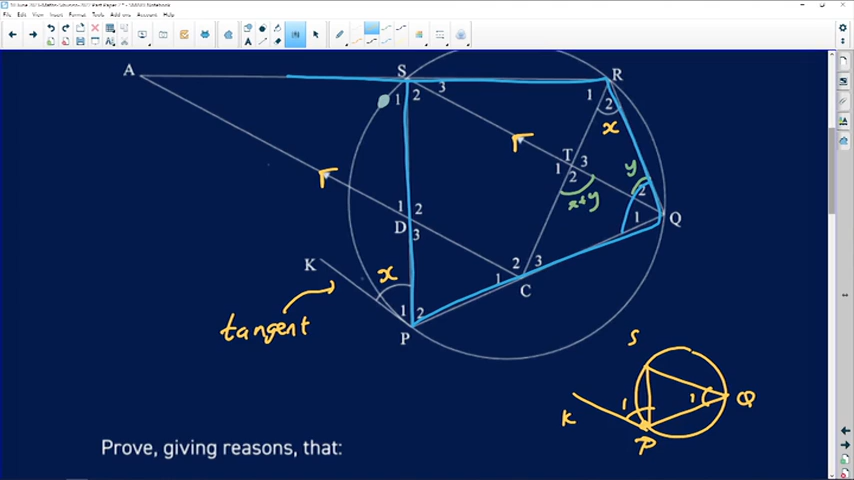 File Edit View Insert Format Tools Add-ons Account Help
A
S
R
1 2 3
1 2
x
T
1 2 3
y
x+y
2
1
Q
1 2
D
3
K
x
2 3
1
C
tangent
1 2
P
S
1
1
Q
K
P
Prove, giving reasons, that: